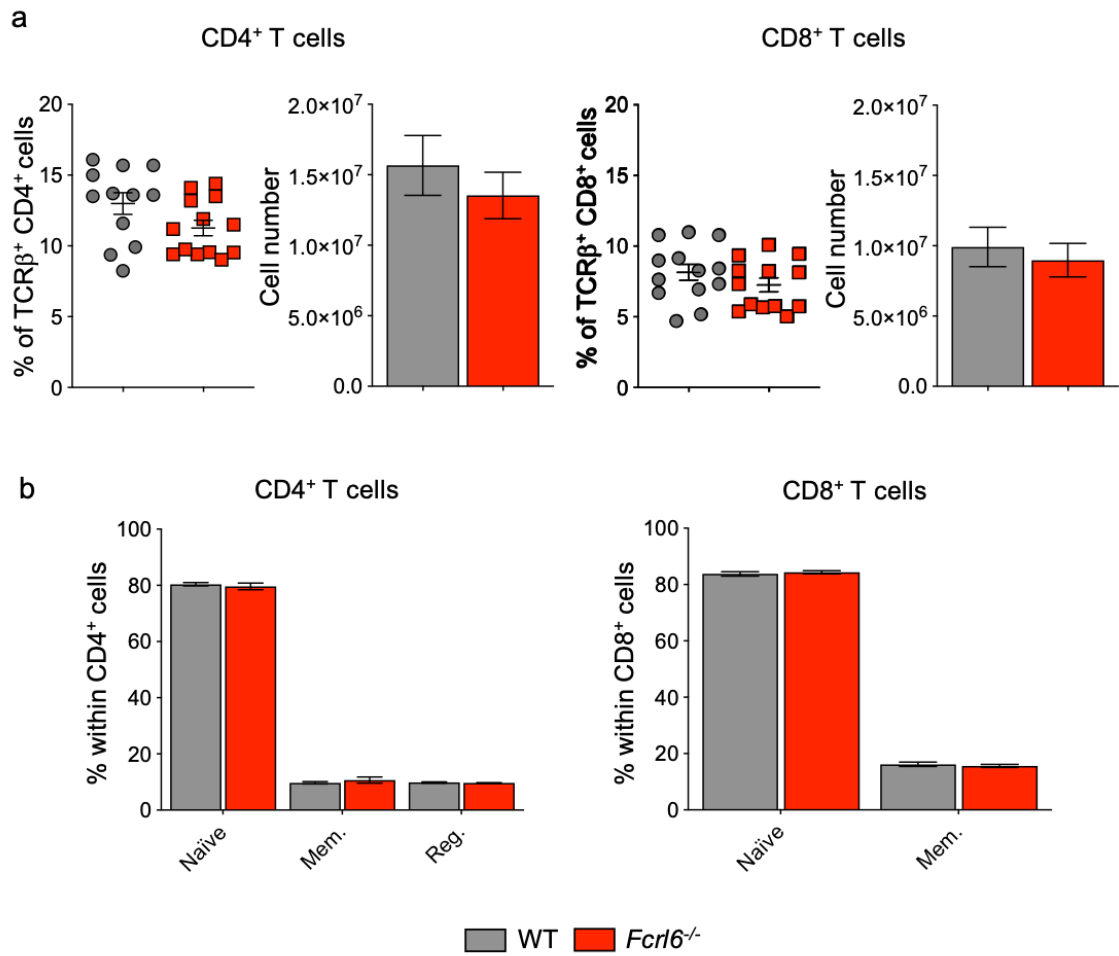 a
CD4⁺ T cells
CD8⁺ T cells
% of TCRβ⁺ CD4⁺ cells
20
15
10
5
0
Cell number
2.0×10⁷
1.5×10⁷
1.0×10⁷
5.0×10⁶
0.0
% of TCRβ⁺ CD8⁺ cells
20
15
10
5
0
Cell number
2.0×10⁷
1.5×10⁷
1.0×10⁷
5.0×10⁶
0.0
b
CD4⁺ T cells
% within CD4⁺ cells
100
80
60
40
20
0
Naïve
Mem.
Reg.
CD8⁺ T cells
% within CD8⁺ cells
100
80
60
40
20
0
Naïve
Mem.
WT
Fcrl6⁻/⁻